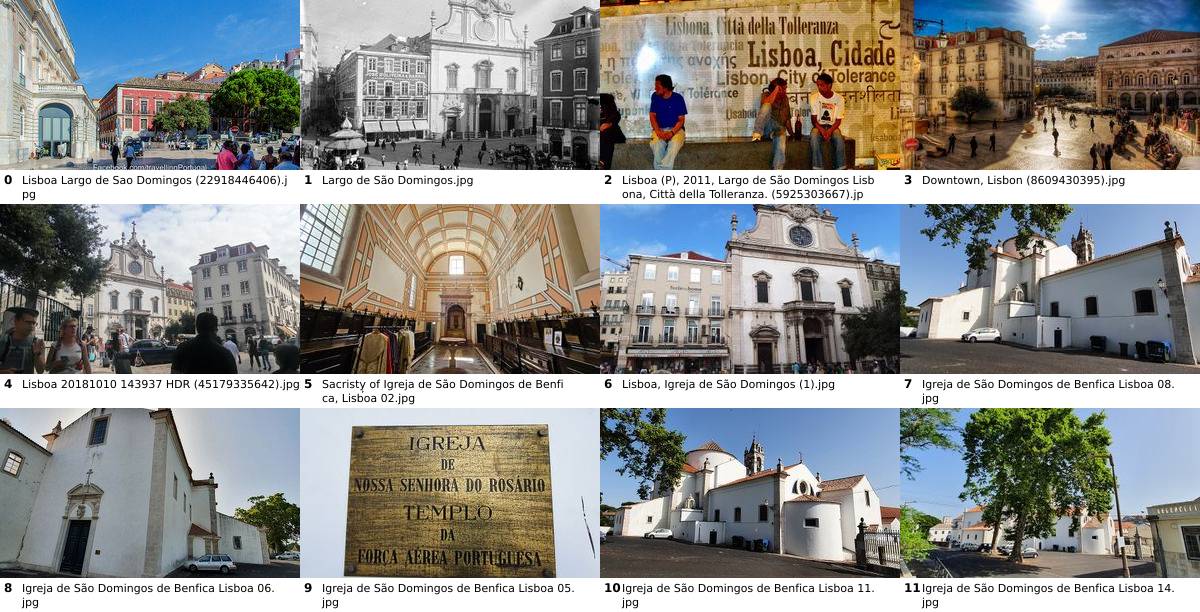 facebook.com/travellingPortugal
0 Lisboa Largo de Sao Domingos (22918446406).j
pg
1 Largo de São Domingos.jpg
Lisbona, Città della Tolleranza
Lisboa, Cidade
Lisbon, City of Tolerance
2 Lisboa (P), 2011, Largo de São Domingos Lisb
ona, Città della Tolleranza. (5925303667).jp
3 Downtown, Lisbon (8609430395).jpg
4 Lisboa 20181010 143937 HDR (45179335642).jpg
5 Sacristy of Igreja de São Domingos de Benfi
ca, Lisboa 02.jpg
6 Lisboa, Igreja de São Domingos (1).jpg
7 Igreja de São Domingos de Benfica Lisboa 08.
jpg
8 Igreja de São Domingos de Benfica Lisboa 06.
jpg
IGREJA
DE
NOSSA SENHORA DO ROSÁRIO
TEMPLO
DA
FORÇA AÉREA PORTUGUESA
9 Igreja de São Domingos de Benfica Lisboa 05.
jpg
10 Igreja de São Domingos de Benfica Lisboa 11.
jpg
11 Igreja de São Domingos de Benfica Lisboa 14.
jpg